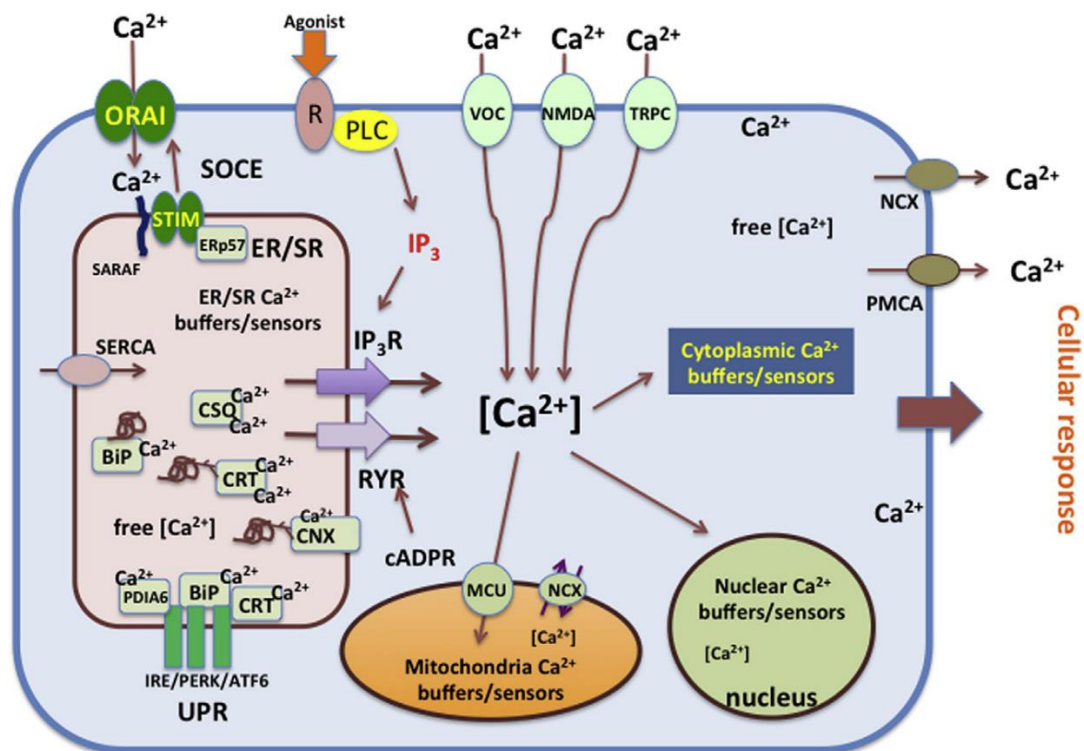 Ca²⁺
Agonist
Ca²⁺
Ca²⁺
Ca²⁺
ORAI
R
PLC
VOC
NMDA
TRPC
Ca²⁺
SOCE
Ca²⁺
STIM
ERp57
SARAF
ER/SR
IP₃
NCX
Ca²⁺
free [Ca²⁺]
PMCA
Ca²⁺
ER/SR Ca²⁺
buffers/sensors
SERCA
IP₃R
Cytoplasmic Ca²⁺
buffers/sensors
Cellular response
CSQ
Ca²⁺
Ca²⁺
[Ca²⁺]
BiP
Ca²⁺
CRT
Ca²⁺
Ca²⁺
RYR
free [Ca²⁺]
Ca²⁺
CNX
cADPR
Ca²⁺
Ca²⁺
PDIA6
BiP
Ca²⁺
CRT
Ca²⁺
MCU
NCX
[Ca²⁺]
Mitochondria Ca²⁺
buffers/sensors
Nuclear Ca²⁺
buffers/sensors
[Ca²⁺]
nucleus
IRE/PERK/ATF6
UPR